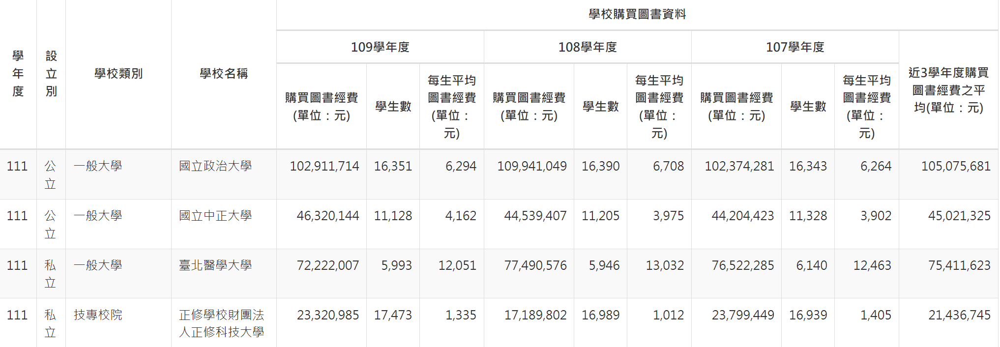 學校購買圖書資料
學年度
設立別
學校類別
學校名稱
109學年度
108學年度
107學年度
近3學年度購買圖書經費之平均(單位：元)
購買圖書經費(單位：元)
學生數
每生平均圖書經費(單位：元)
購買圖書經費(單位：元)
學生數
每生平均圖書經費(單位：元)
購買圖書經費(單位：元)
學生數
每生平均圖書經費(單位：元)
111 公立 一般大學 國立政治大學 102,911,714 16,351 6,294 109,941,049 16,390 6,708 102,374,281 16,343 6,264 105,075,681
111 公立 一般大學 國立中正大學 46,320,144 11,128 4,162 44,539,407 11,205 3,975 44,204,423 11,328 3,902 45,021,325
111 私立 一般大學 臺北醫學大學 72,222,007 5,993 12,051 77,490,576 5,946 13,032 76,522,285 6,140 12,463 75,411,623
111 私立 技專校院 正修學校財團法人正修科技大學 23,320,985 17,473 1,335 17,189,802 16,989 1,012 23,799,449 16,939 1,405 21,436,745